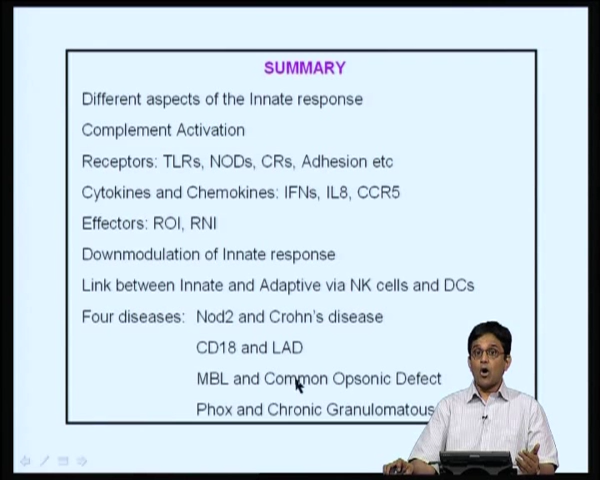 SUMMARY
Different aspects of the Innate response
Complement Activation
Receptors: TLRs, NODs, CRs, Adhesion etc
Cytokines and Chemokines: IFNs, IL8, CCR5
Effectors: ROI, RNI
Downmodulation of Innate response
Link between Innate and Adaptive via NK cells and DCs
Four diseases: Nod2 and Crohn's disease
CD18 and LAD
MBL and Common Opsonic Defect
Phox and Chronic Granulomatous